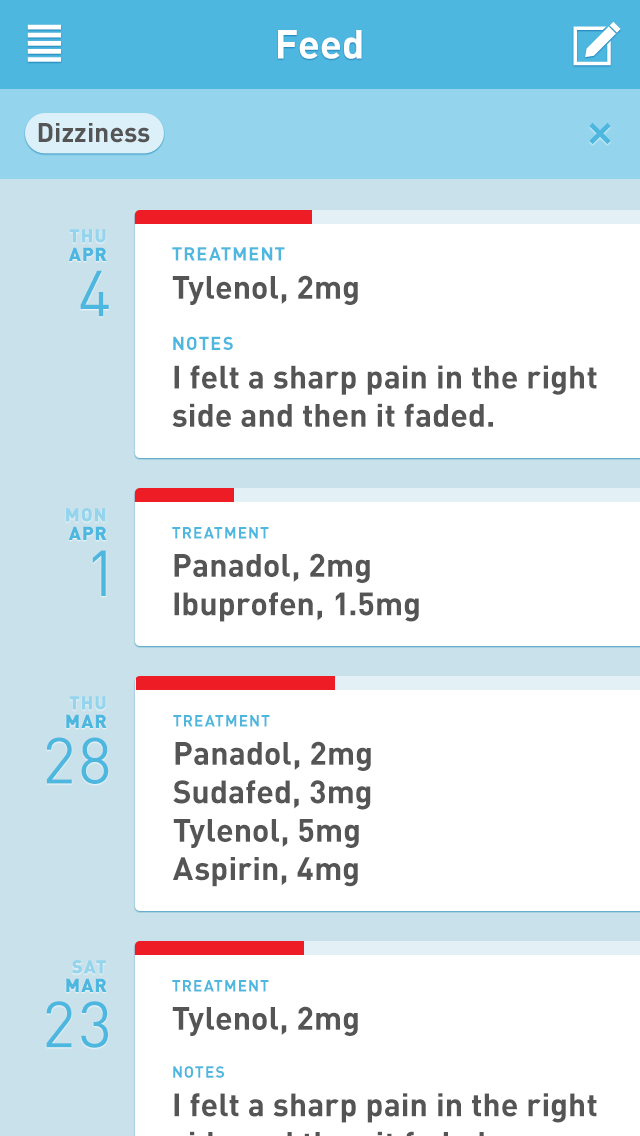 Feed
Dizziness
THU
APR
4
TREATMENT
Tylenol, 2mg
NOTES
I felt a sharp pain in the right
side and then it faded.
MON
APR
1
TREATMENT
Panadol, 2mg
Ibuprofen, 1.5mg
THU
MAR
28
TREATMENT
Panadol, 2mg
Sudafed, 3mg
Tylenol, 5mg
Aspirin, 4mg
SAT
MAR
23
TREATMENT
Tylenol, 2mg
NOTES
I felt a sharp pain in the right